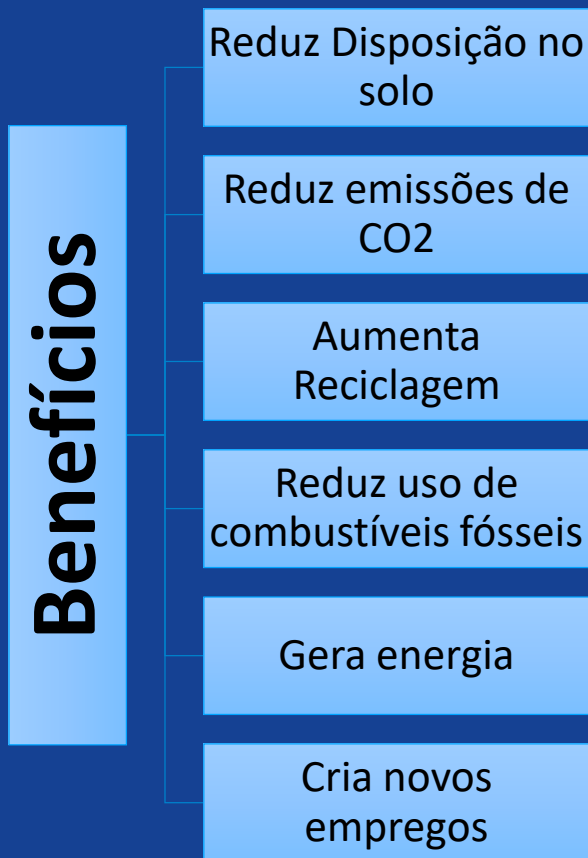 Benefícios
Reduz Disposição no
solo
Reduz emissões de
CO2
Aumenta
Reciclagem
Reduz uso de
combustíveis fósseis
Gera energia
Cria novos
empregos